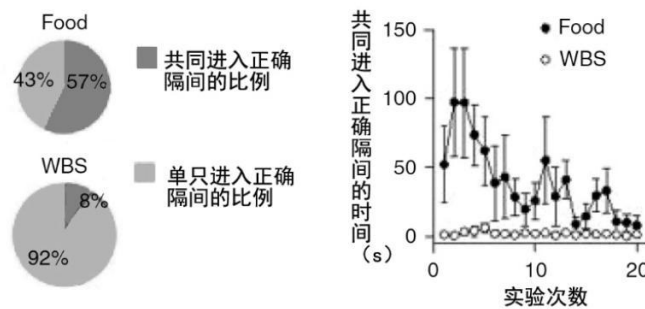 Food
43%
57%
共同进入正确
隔间的比例
WBS
8%
92%
单只进入正确
隔间的比例
共同进入正确隔间的时间
（s）
150
100
50
0
Food
WBS
0
10
20
实验次数